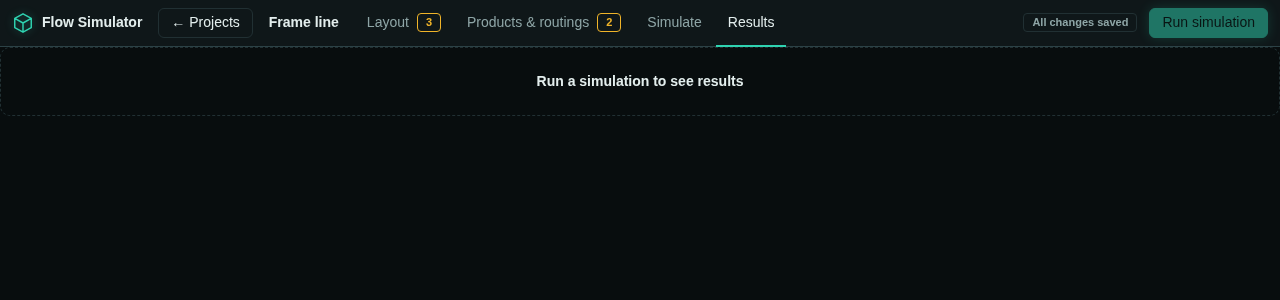 Flow Simulator ← Projects Frame line Layout 3 Products & routings 2 Simulate Results All changes saved Run simulation
Run a simulation to see results